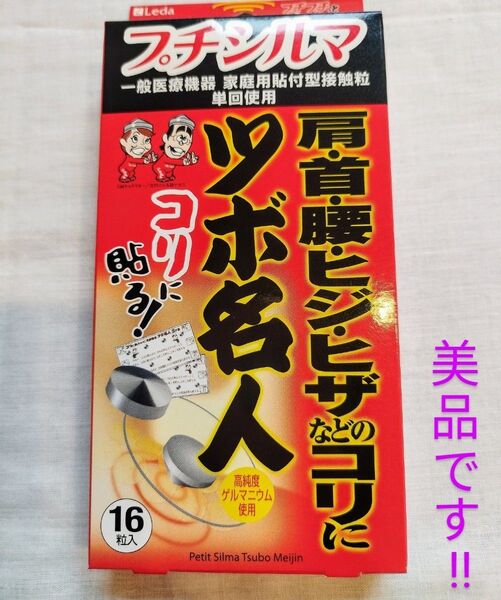 Leda
プチシルマ
一般医療機器 家庭用貼付型接触粒
単回使用
肩・首・腰・ヒジ・ヒザ
などのコリに
ツボ名人
コリに
貼る!
高純度
ゲルマニウム
使用
16
粒入
Petit Silma Tsubo Meijin
美品です!!